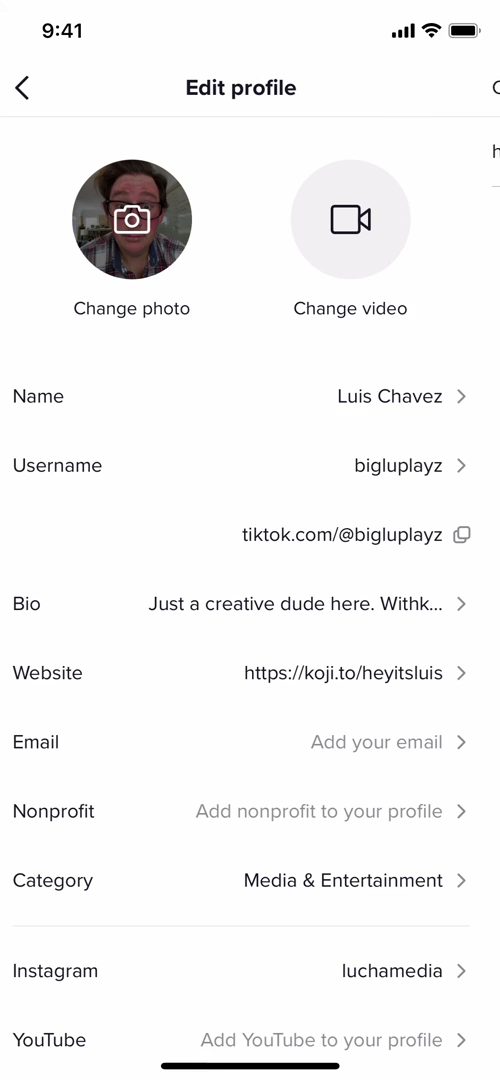 9:41
Edit profile
Change photo
Change video
Name Luis Chavez
Username bigluplayz
tiktok.com/@bigluplayz
Bio Just a creative dude here. Withk...
Website https://koji.to/heyitsluis
Email Add your email
Nonprofit Add nonprofit to your profile
Category Media & Entertainment
Instagram luchamedia
YouTube Add YouTube to your profile